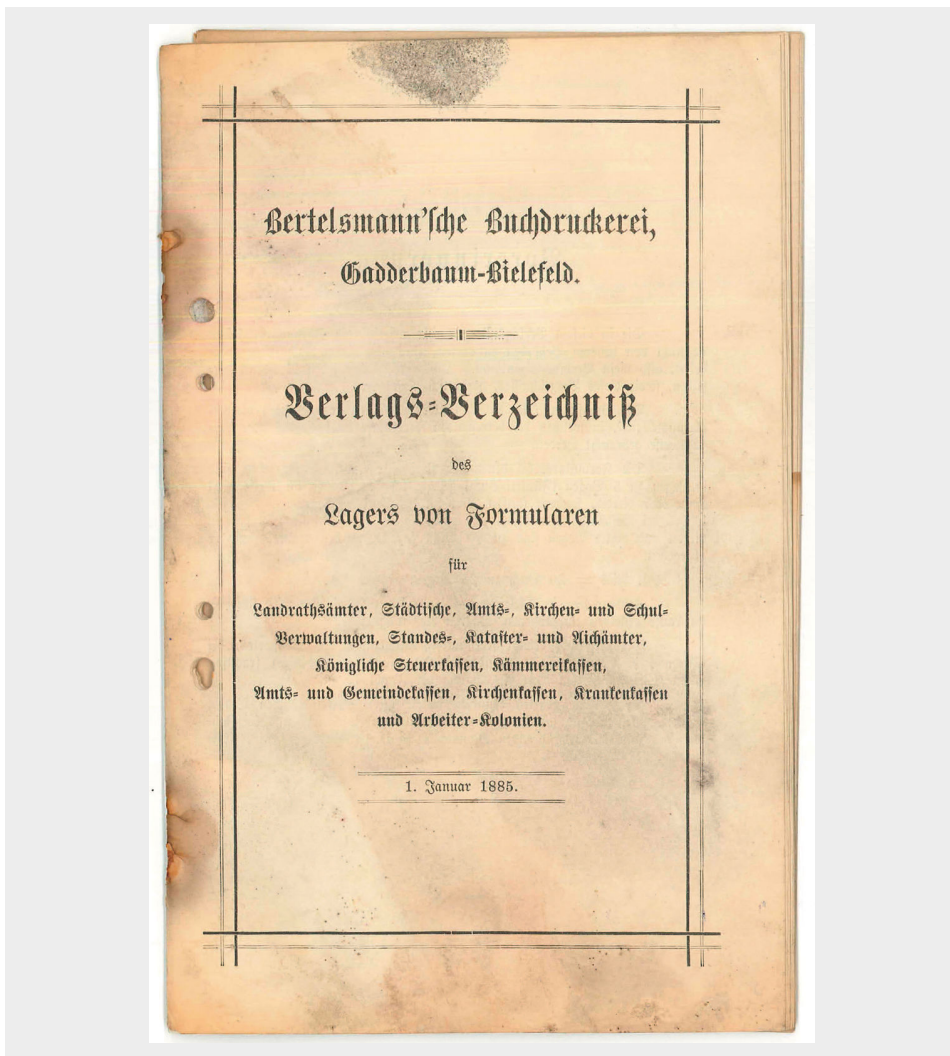 Bertelsmann'sche Buchdruckerei,
Gadderbaum-Bielefeld.
Verlags-Verzeichniß
des
Lagers von Formularen
für
Landrathsämter, Städtische, Amts-, Kirchen- und Schul-
Verwaltungen, Standes-, Kataster- und Aichämter,
Königliche Steuerkassen, Kämmereikassen,
Amts- und Gemeindekassen, Kirchenkassen, Krankenkassen
und Arbeiter-Kolonien.
1. Januar 1885.